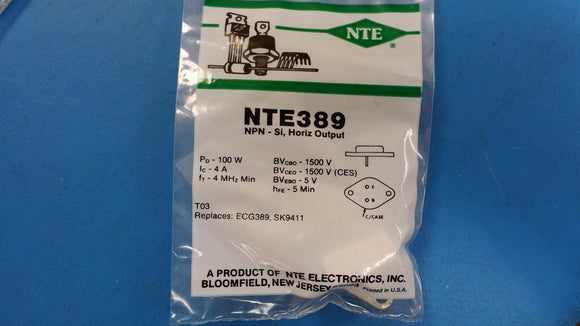 NTE
®
NTE389
NPN - Si, Horiz Output
PD - 100 W BVCBO - 1500 V
IC - 4 A BVCEO - 1500 V (CES)
fT - 4 MHz Min BVEBO - 5 V
hFE - 5 Min
E
B
C/CASE
T03
Replaces: ECG389, SK9411
A PRODUCT OF NTE ELECTRONICS, INC.
BLOOMFIELD, NEW JERSEY
Printed in U.S.A.